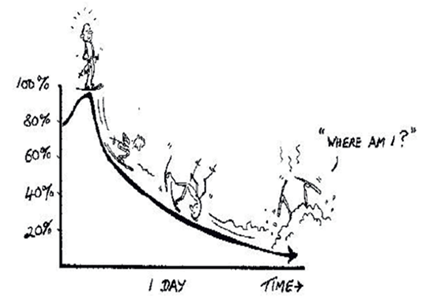 100%
80%
60%
40%
20%
"WHERE AM I?"
1 DAY
TIME→